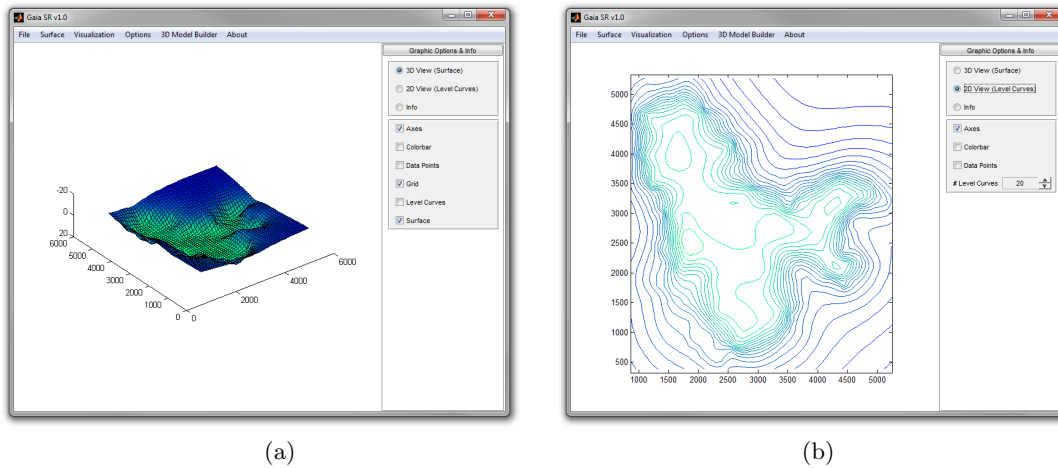 Gaia SR v1.0
File Surface Visualization Options 3D Model Builder About
Graphic Options & Info
3D View (Surface)
2D View (Level Curves)
Info
Axes
Colorbar
Data Points
Grid
Level Curves
Surface
-20
0
20
6000
5000
4000
3000
2000
1000
0
0
2000
4000
6000
(a)
Gaia SR v1.0
File Surface Visualization Options 3D Model Builder About
Graphic Options & Info
3D View (Surface)
2D View (Level Curves)
Info
Axes
Colorbar
Data Points
# Level Curves 20
5000
4500
4000
3500
3000
2500
2000
1500
1000
500
1000 1500 2000 2500 3000 3500 4000 4500 5000
(b)